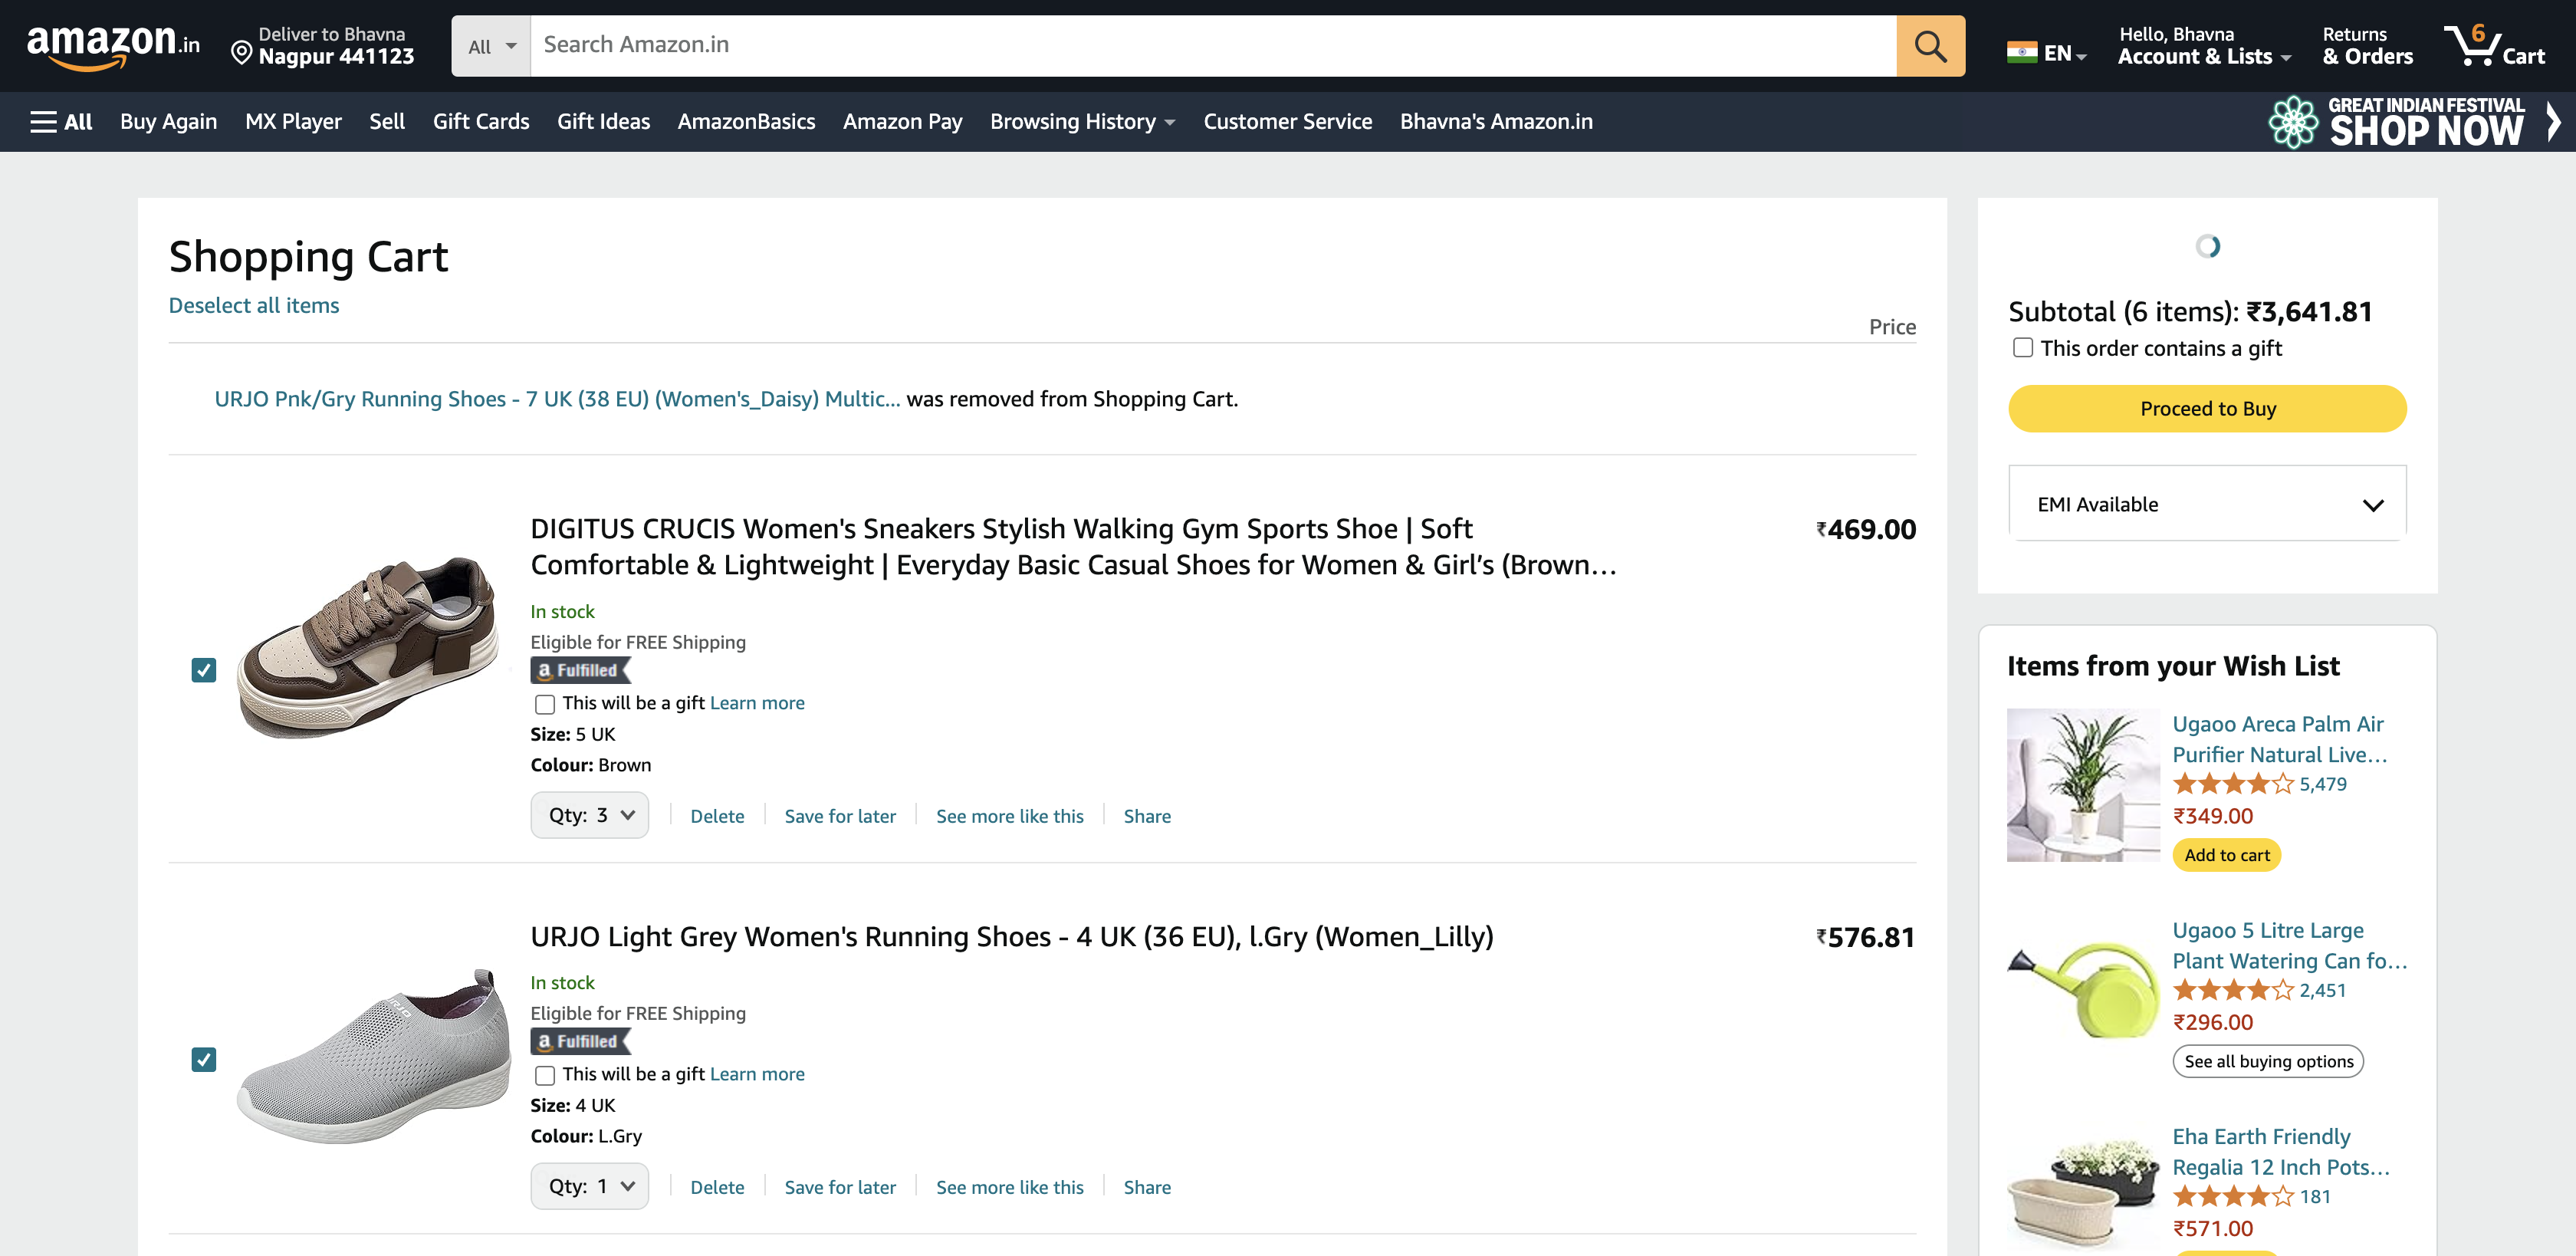 amazon.in
Deliver to Bhavna
Nagpur 441123
All
Search Amazon.in
EN
Hello, Bhavna
Account & Lists
Returns
& Orders
6
Cart
All
Buy Again
MX Player
Sell
Gift Cards
Gift Ideas
AmazonBasics
Amazon Pay
Browsing History
Customer Service
Bhavna's Amazon.in
GREAT INDIAN FESTIVAL
SHOP NOW
Shopping Cart
Deselect all items
Price
URJO Pnk/Gry Running Shoes - 7 UK (38 EU) (Women's_Daisy) Multic... was removed from Shopping Cart.
DIGITUS CRUCIS Women's Sneakers Stylish Walking Gym Sports Shoe | Soft
Comfortable & Lightweight | Everyday Basic Casual Shoes for Women & Girl’s (Brown…
₹469.00
In stock
Eligible for FREE Shipping
a Fulfilled
This will be a gift Learn more
Size: 5 UK
Colour: Brown
Qty: 3
Delete
Save for later
See more like this
Share
URJO Light Grey Women's Running Shoes - 4 UK (36 EU), l.Gry (Women_Lilly)
₹576.81
In stock
Eligible for FREE Shipping
a Fulfilled
This will be a gift Learn more
Size: 4 UK
Colour: L.Gry
Qty: 1
Delete
Save for later
See more like this
Share
Subtotal (6 items): ₹3,641.81
This order contains a gift
Proceed to Buy
EMI Available
Items from your Wish List
Ugaoo Areca Palm Air
Purifier Natural Live…
5,479
₹349.00
Add to cart
Ugaoo 5 Litre Large
Plant Watering Can fo…
2,451
₹296.00
See all buying options
Eha Earth Friendly
Regalia 12 Inch Pots…
181
₹571.00